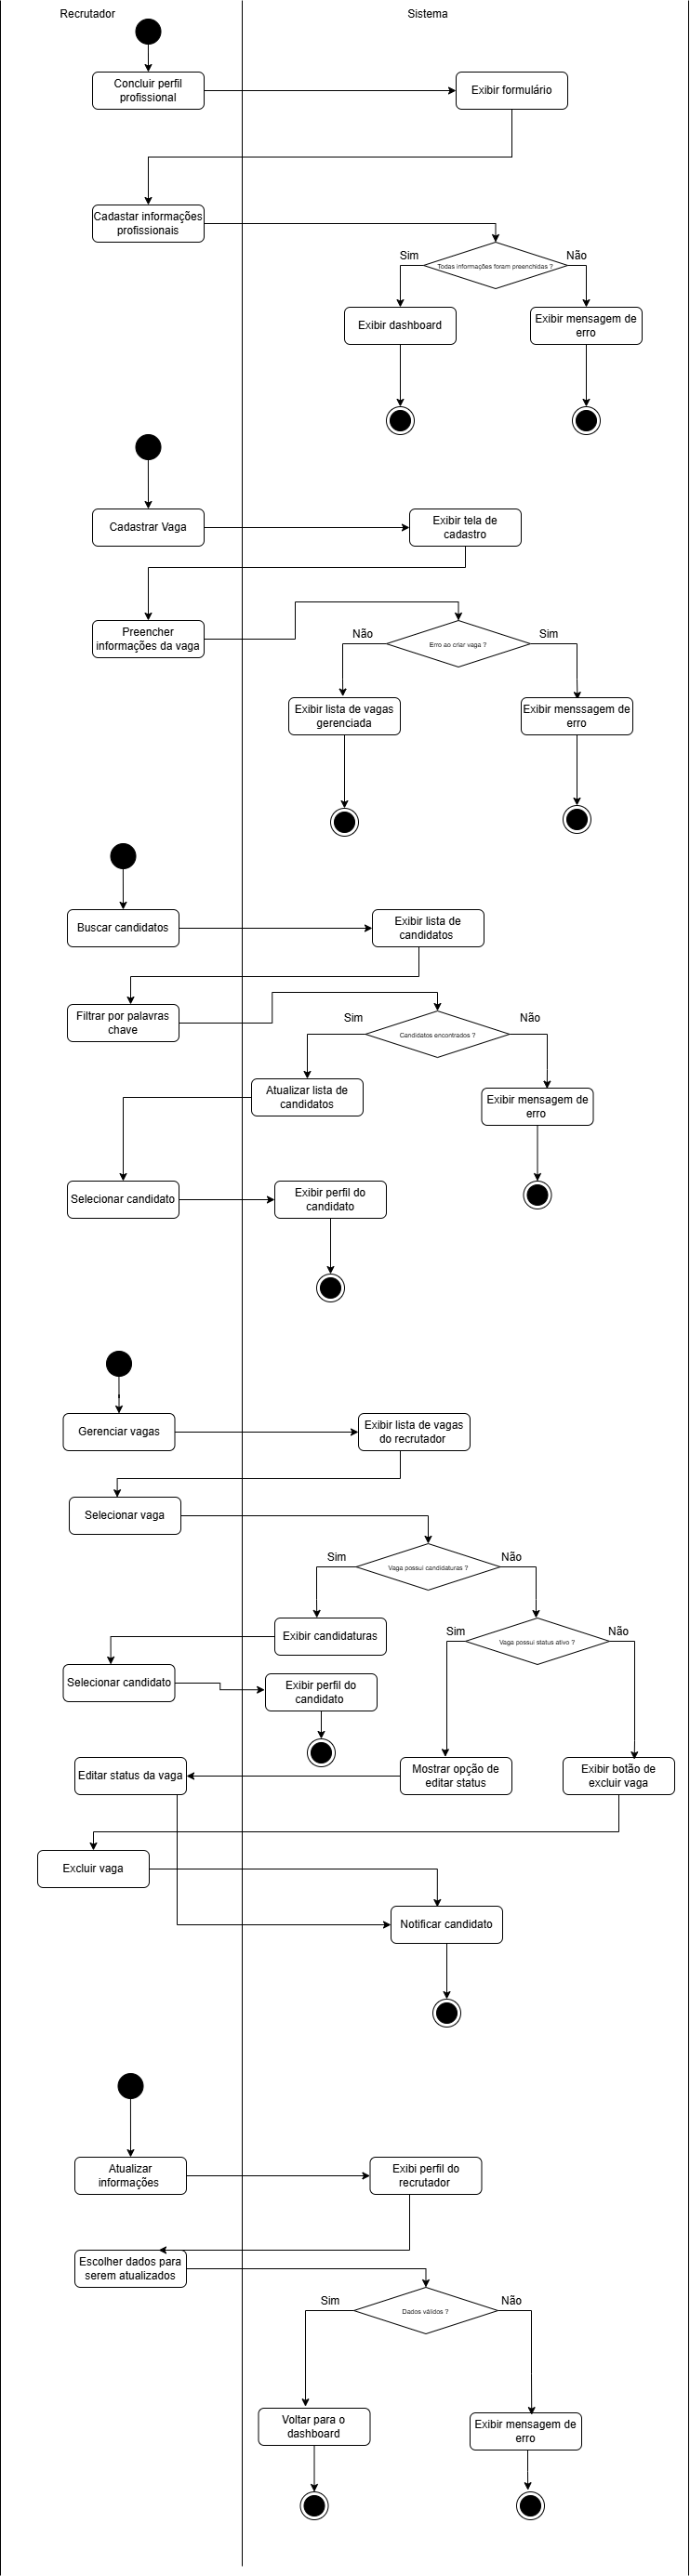 Recrutador
Sistema
Concluir perfil
profissional
Exibir formulário
Cadastar informações
profissionais
Sim
Não
Todas informações foram preenchidas ?
Exibir dashboard
Exibir mensagem de
erro
Cadastrar Vaga
Exibir tela de
cadastro
Preencher
informações da vaga
Não
Sim
Erro ao criar vaga ?
Exibir lista de vagas
gerenciada
Exibir menssagem de
erro
Buscar candidatos
Exibir lista de
candidatos
Filtrar por palavras
chave
Sim
Não
Candidatos encontrados ?
Atualizar lista de
candidatos
Exibir mensagem de
erro
Selecionar candidato
Exibir perfil do
candidato
Gerenciar vagas
Exibir lista de vagas
do recrutador
Selecionar vaga
Sim
Não
Vaga possui candidaturas ?
Exibir candidaturas
Sim
Não
Vaga possui status ativo ?
Selecionar candidato
Exibir perfil do
candidato
Editar status da vaga
Mostrar opção de
editar status
Exibir botão de
excluir vaga
Excluir vaga
Notificar candidato
Atualizar
informações
Exibi perfil do
recrutador
Escolher dados para
serem atualizados
Sim
Não
Dados válidos ?
Voltar para o
dashboard
Exibir mensagem de
erro